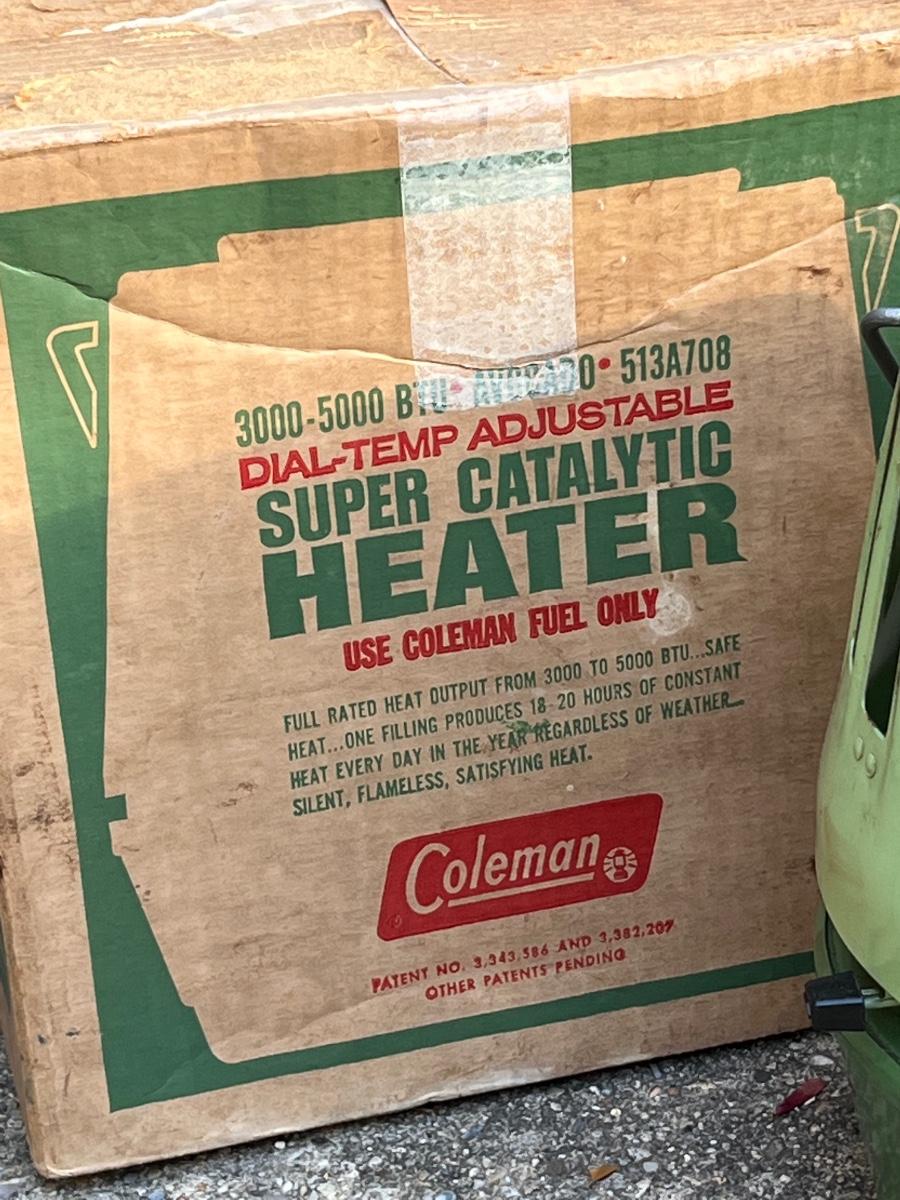 3000-5000 BTU • AVOCADO • 513A708
DIAL-TEMP ADJUSTABLE
SUPER CATALYTIC
HEATER
USE COLEMAN FUEL ONLY
FULL RATED HEAT OUTPUT FROM 3000 TO 5000 BTU...SAFE
HEAT...ONE FILLING PRODUCES 18-20 HOURS OF CONSTANT
HEAT EVERY DAY IN THE YEAR REGARDLESS OF WEATHER...
SILENT, FLAMELESS, SATISFYING HEAT.
Coleman
PATENT NO. 3,343,586 AND 3,382,207
OTHER PATENTS PENDING